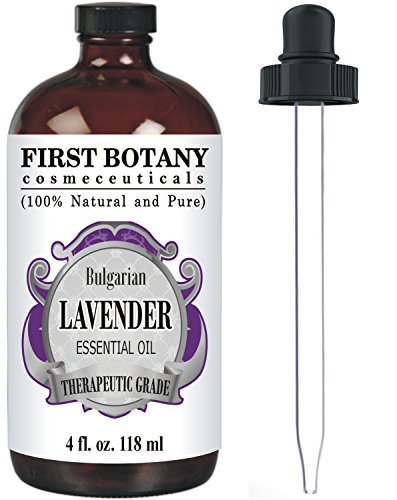 FIRST BOTANY
cosmeceuticals
(100% Natural and Pure)
Bulgarian
LAVENDER
ESSENTIAL OIL
THERAPEUTIC GRADE
4 fl. oz. 118 ml